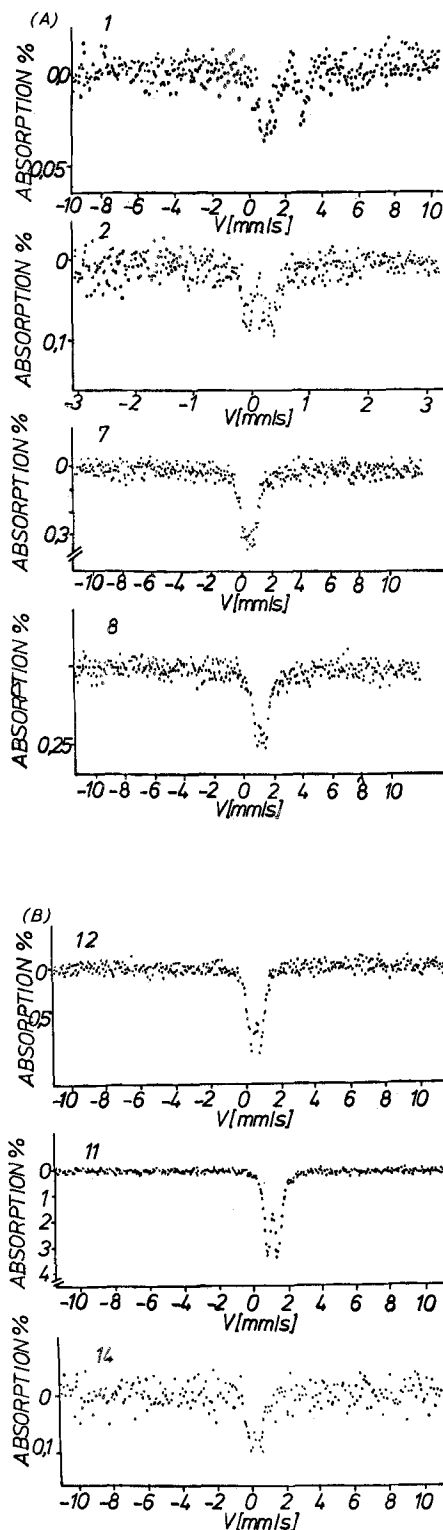 (A) 1
ABSORPTION %
0,0
0,05
-10 -8 -6 -4 -2 0 2 4 6 8 10
V[mm/s]
2
ABSORPTION %
0
0,1
-3 -2 -1 0 1 2 3
V[mm/s]
7
ABSORPTION %
0
0,3
-10 -8 -6 -4 -2 0 2 4 6 8 10
V[mm/s]
8
ABSORPTION %
0,25
-10 -8 -6 -4 -2 0 2 4 6 8 10
V[mm/s]
(B)
12
ABSORPTION %
0
0,5
-10 -8 -6 -4 -2 0 2 4 6 8 10
V[mm/s]
11
ABSORPTION %
0
1
2
3
4
-10 -8 -6 -4 -2 0 2 4 6 8 10
V[mm/s]
14
ABSORPTION %
0
0,1
-10 -8 -6 -4 -2 0 2 4 6 8 10
V[mm/s]